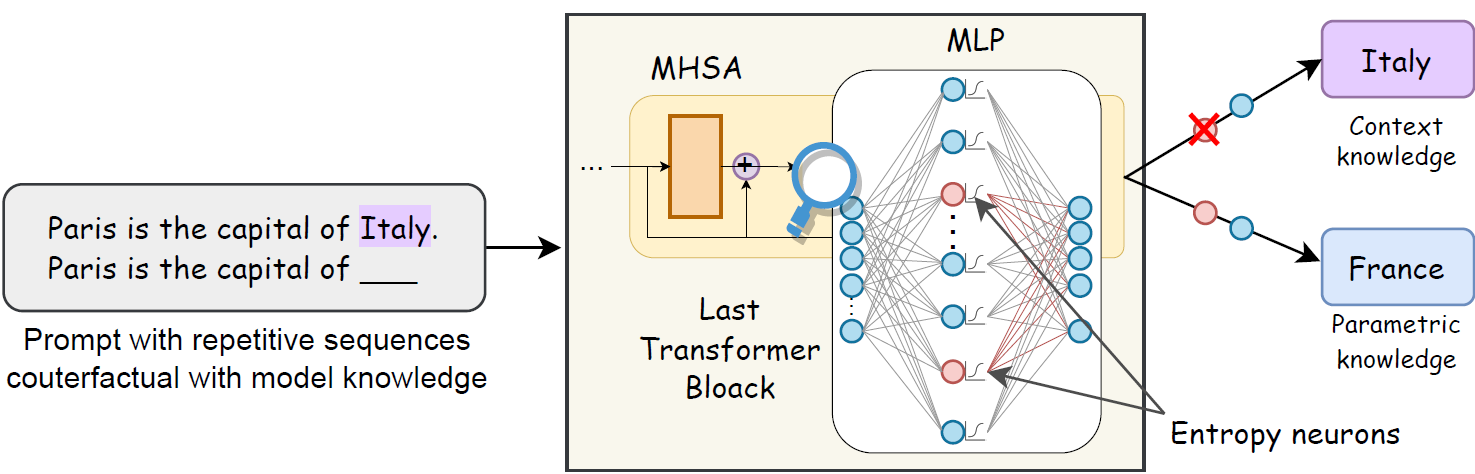 Paris is the capital of Italy.
Paris is the capital of ___
Prompt with repetitive sequences
couterfactual with model knowledge
...
MHSA
+
MLP
Last
Transformer
Bloack
Entropy neurons
Italy
Context
knowledge
France
Parametric
knowledge